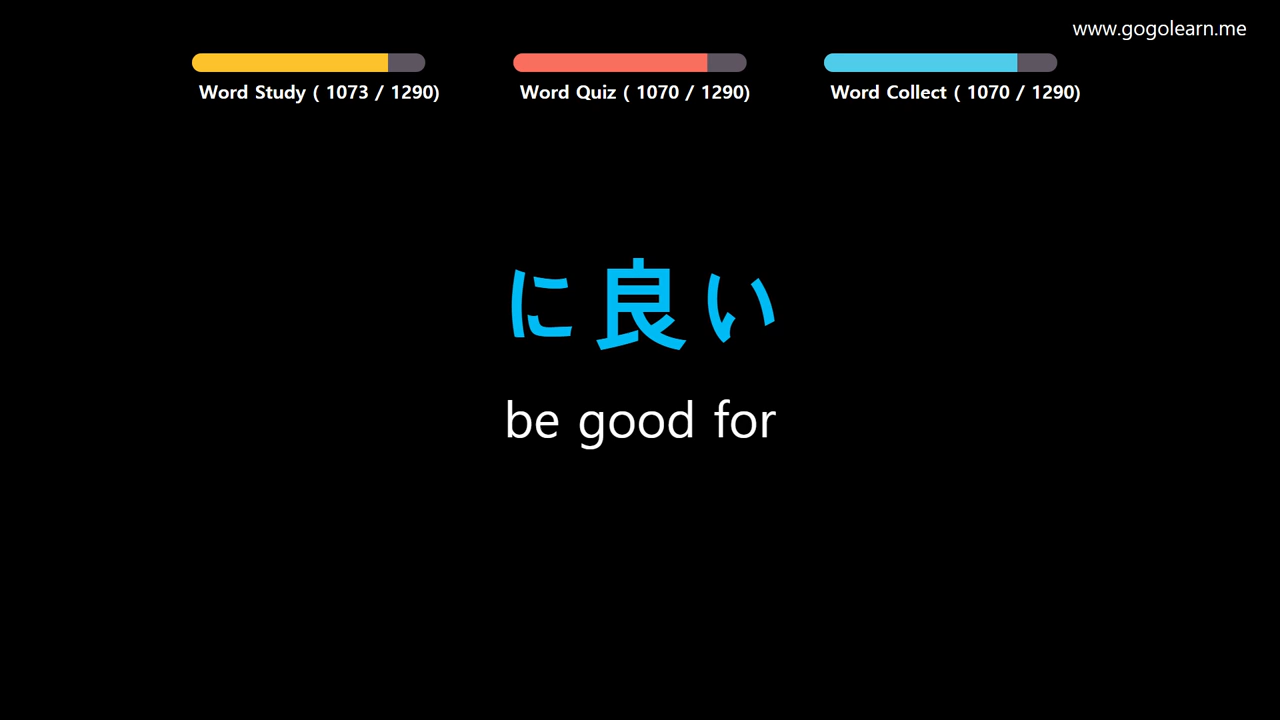 www.gogolearn.me
Word Study ( 1073 / 1290)
Word Quiz ( 1070 / 1290)
Word Collect ( 1070 / 1290)
に良い
be good for